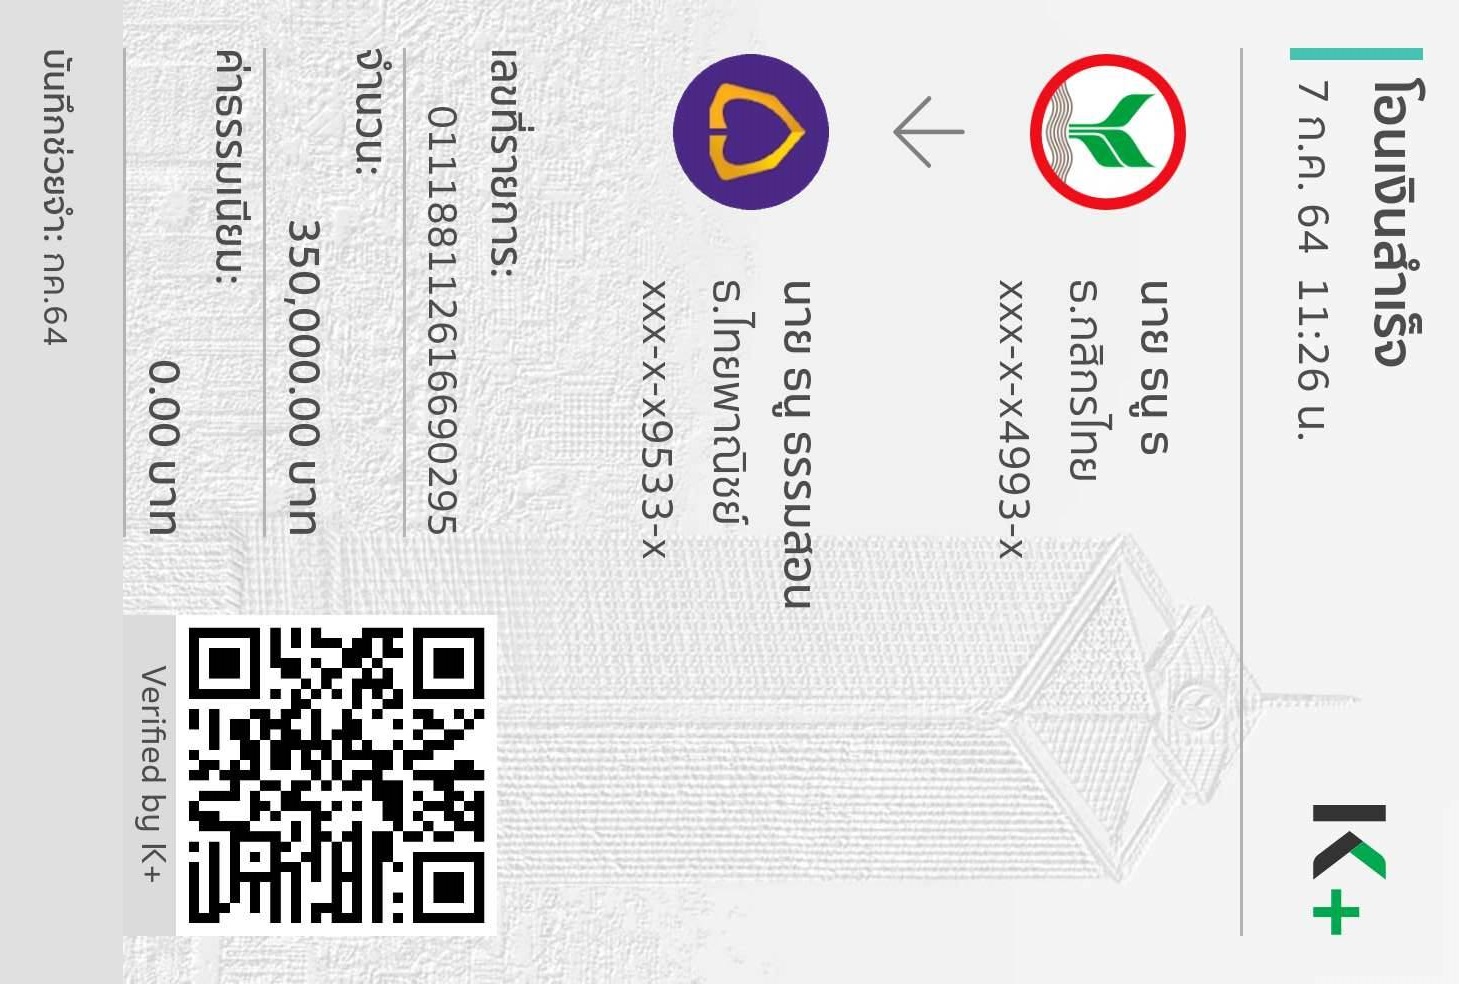 โอนเงินสำเร็จ
7 ก.ค. 64 11:26 น.
K+
นาย ธนู ธ
ธ.กสิกรไทย
xxx-x-x4993-x
นาย ธนู ธรรมสอน
ธ.ไทยพาณิชย์
xxx-x-x9533-x
เลขที่รายการ:
011188112616690295
จำนวน:
350,000.00 บาท
ค่าธรรมเนียม:
0.00 บาท
Verified by K+
บันทึกช่วยจำ: กค.64